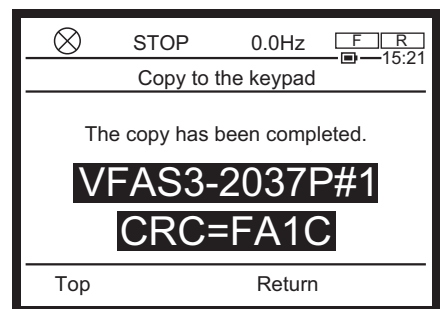 STOP 0.0Hz F R
15:21
Copy to the keypad
The copy has been completed.
VFAS3-2037P#1
CRC=FA1C
Top Return